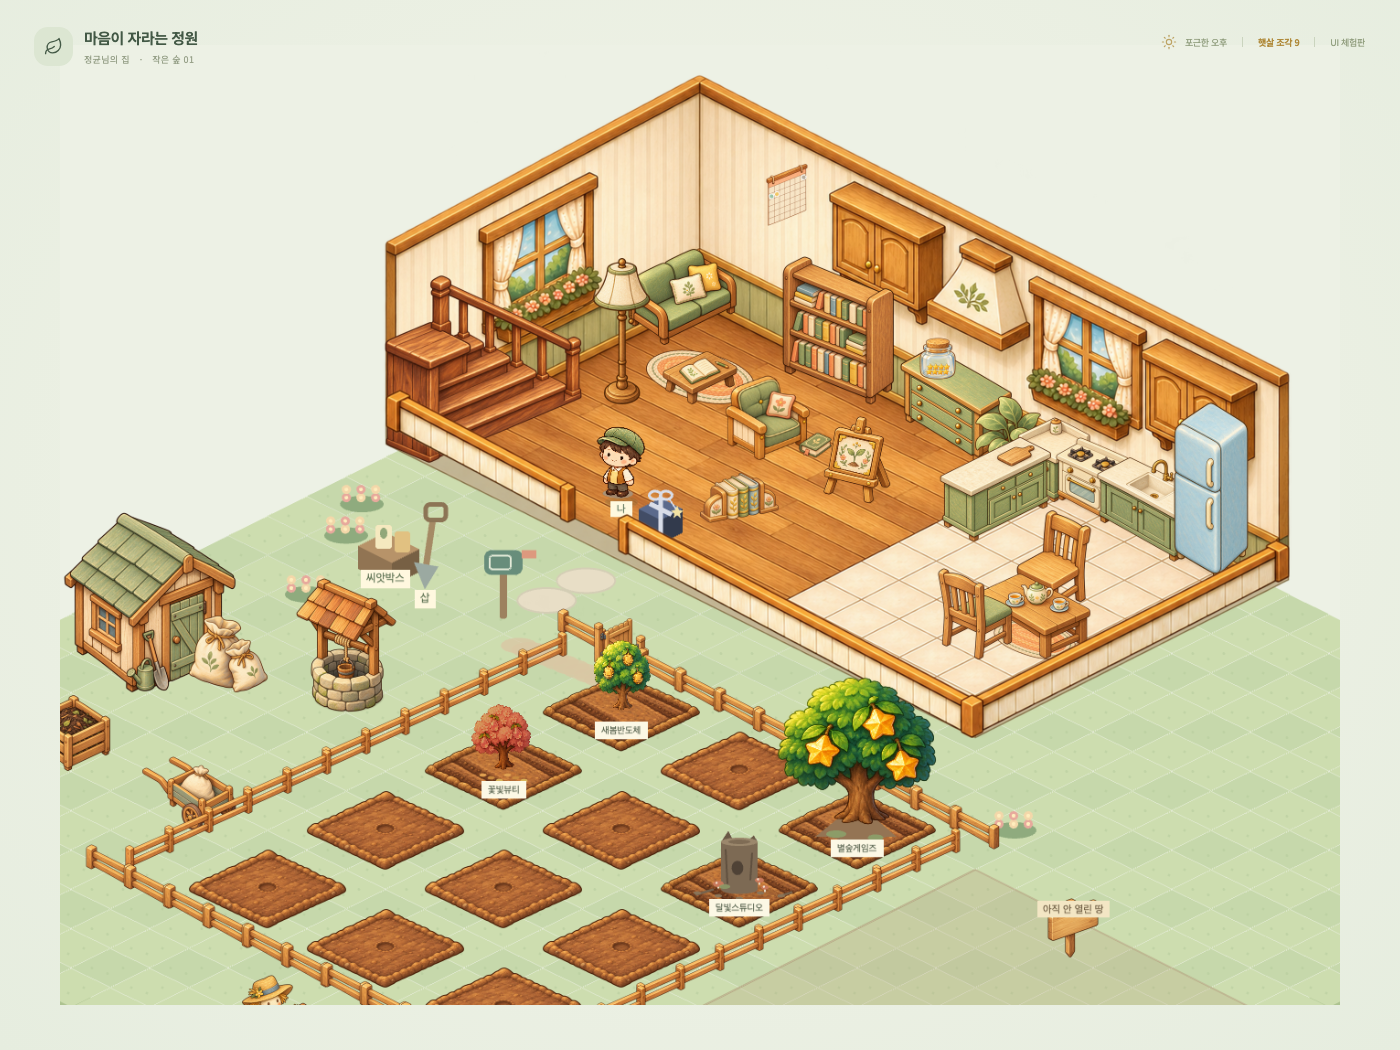 마음이 자라는 정원
정균님의 집 · 작은 숲 01
포근한 오후
햇살 조각 9
UI 체험판
나
씨앗박스
삽
새봄반도체
꽃빛뷰티
별숲게임즈
달빛스튜디오
아직 안 열린 땅